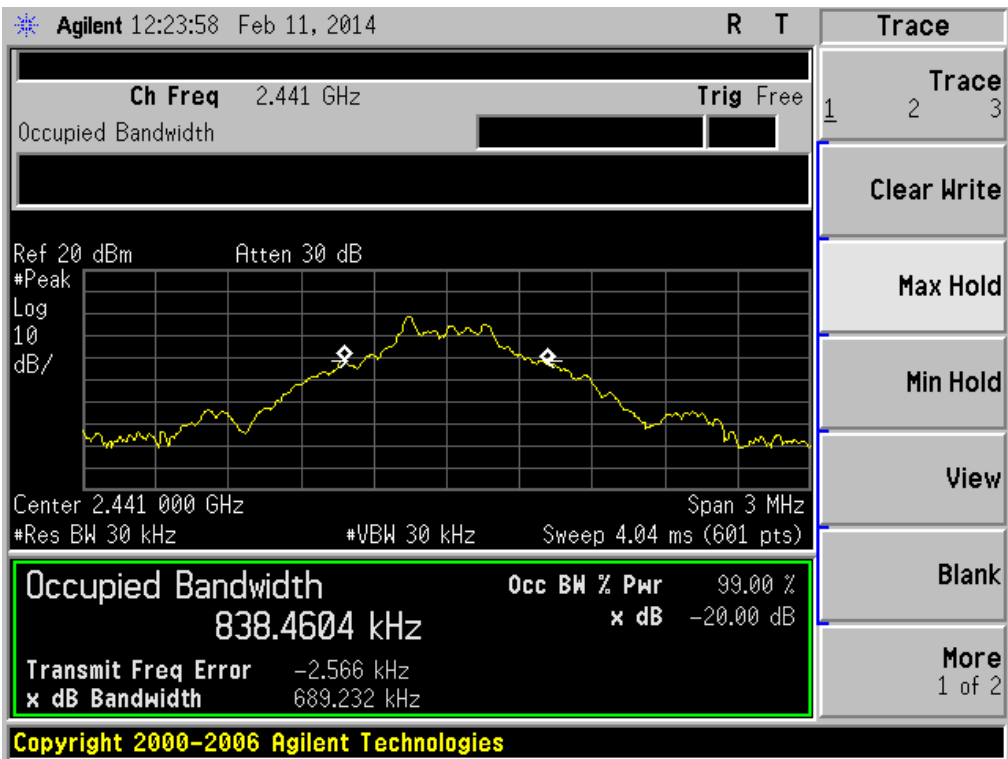 Agilent 12:23:58 Feb 11, 2014 R T
Trace
Ch Freq 2.441 GHz Trig Free
Occupied Bandwidth
Ref 20 dBm Atten 30 dB
#Peak
Log
10
dB/
Center 2.441 000 GHz Span 3 MHz
#Res BW 30 kHz #VBW 30 kHz Sweep 4.04 ms (601 pts)
Occupied Bandwidth Occ BW % Pwr 99.00 %
838.4604 kHz x dB -20.00 dB
Transmit Freq Error -2.566 kHz
x dB Bandwidth 689.232 kHz
Copyright 2000-2006 Agilent Technologies
Trace
1 2 3
Clear Write
Max Hold
Min Hold
View
Blank
More
1 of 2